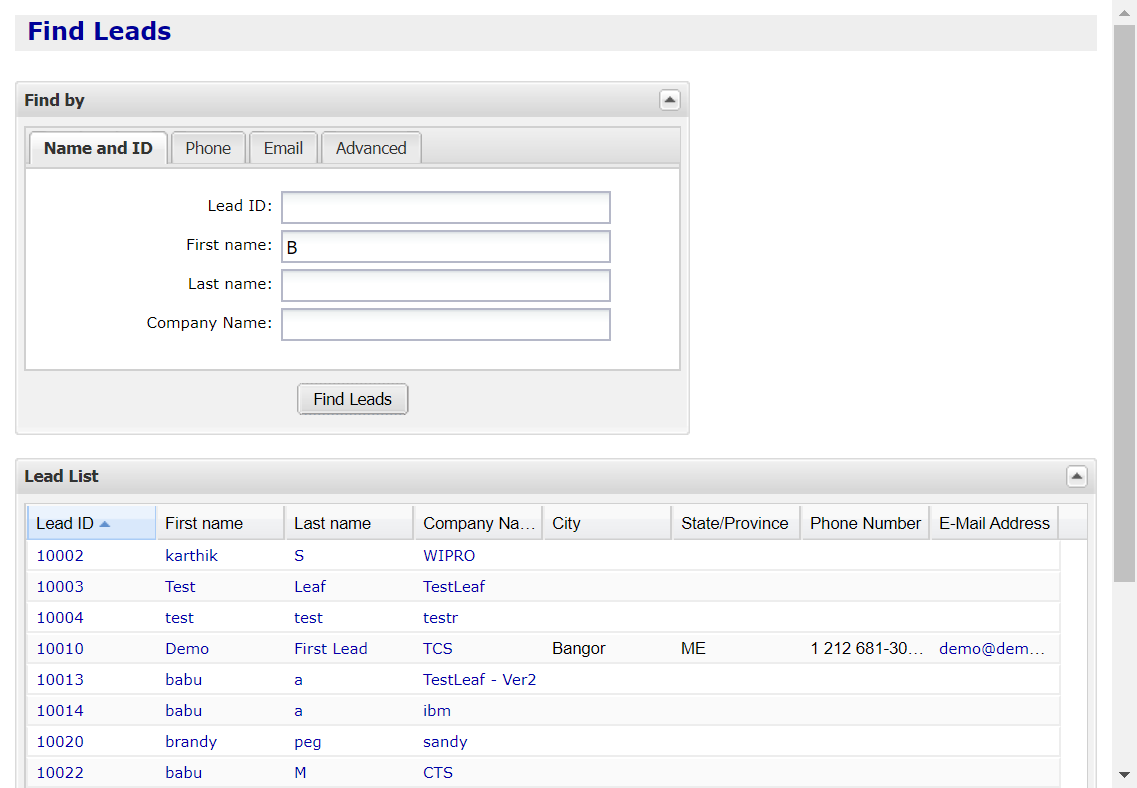 Find Leads
Find by
Name and ID Phone Email Advanced
Lead ID:
First name: B
Last name:
Company Name:
Find Leads
Lead List
Lead ID First name Last name Company Na... City State/Province Phone Number E-Mail Address
10002 karthik S WIPRO
10003 Test Leaf TestLeaf
10004 test test testr
10010 Demo First Lead TCS Bangor ME 1 212 681-30... demo@dem...
10013 babu a TestLeaf - Ver2
10014 babu a ibm
10020 brandy peg sandy
10022 babu M CTS